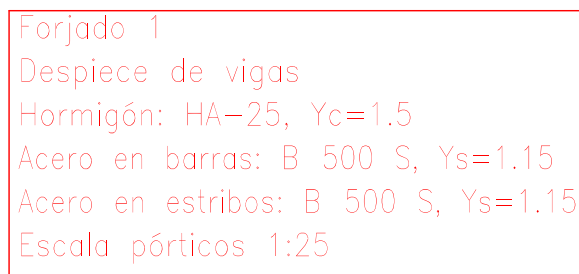 Forjado 1
Despiece de vigas
Hormigón: HA-25, Yc=1.5
Acero en barras: B 500 S, Ys=1.15
Acero en estribos: B 500 S, Ys=1.15
Escala pórticos 1:25